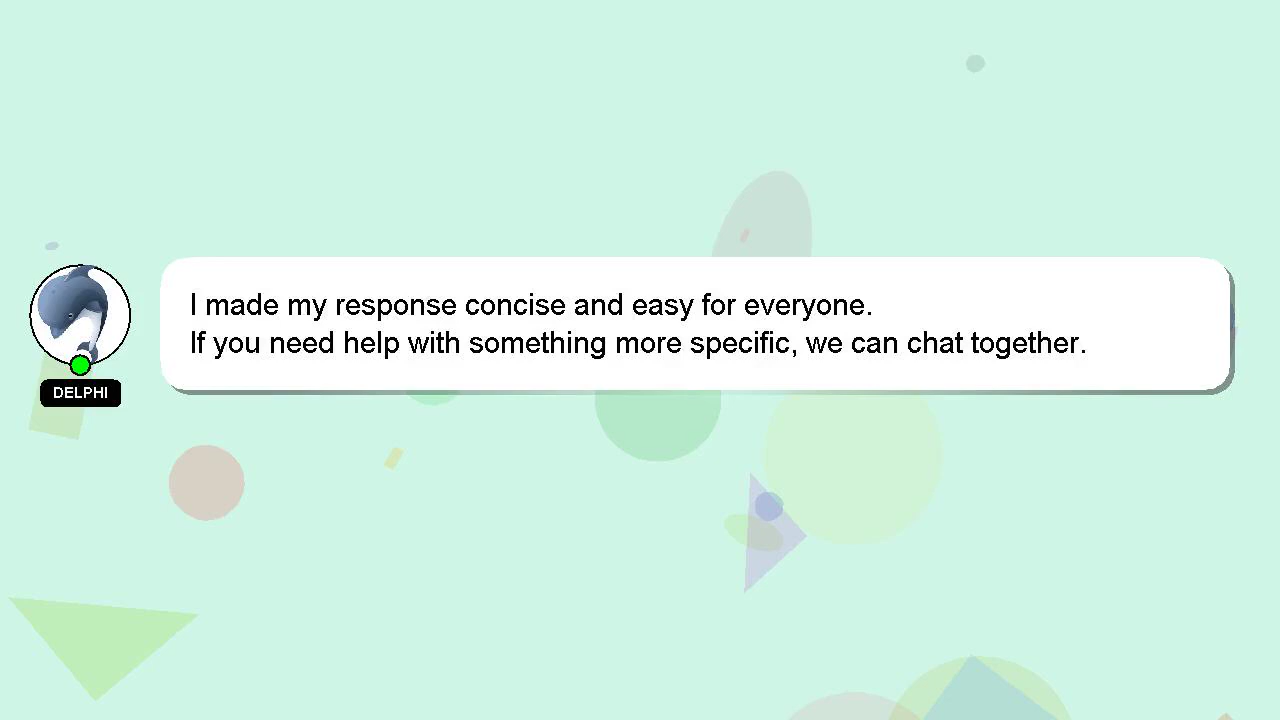 I made my response concise and easy for everyone.
If you need help with something more specific, we can chat together.
DELPHI